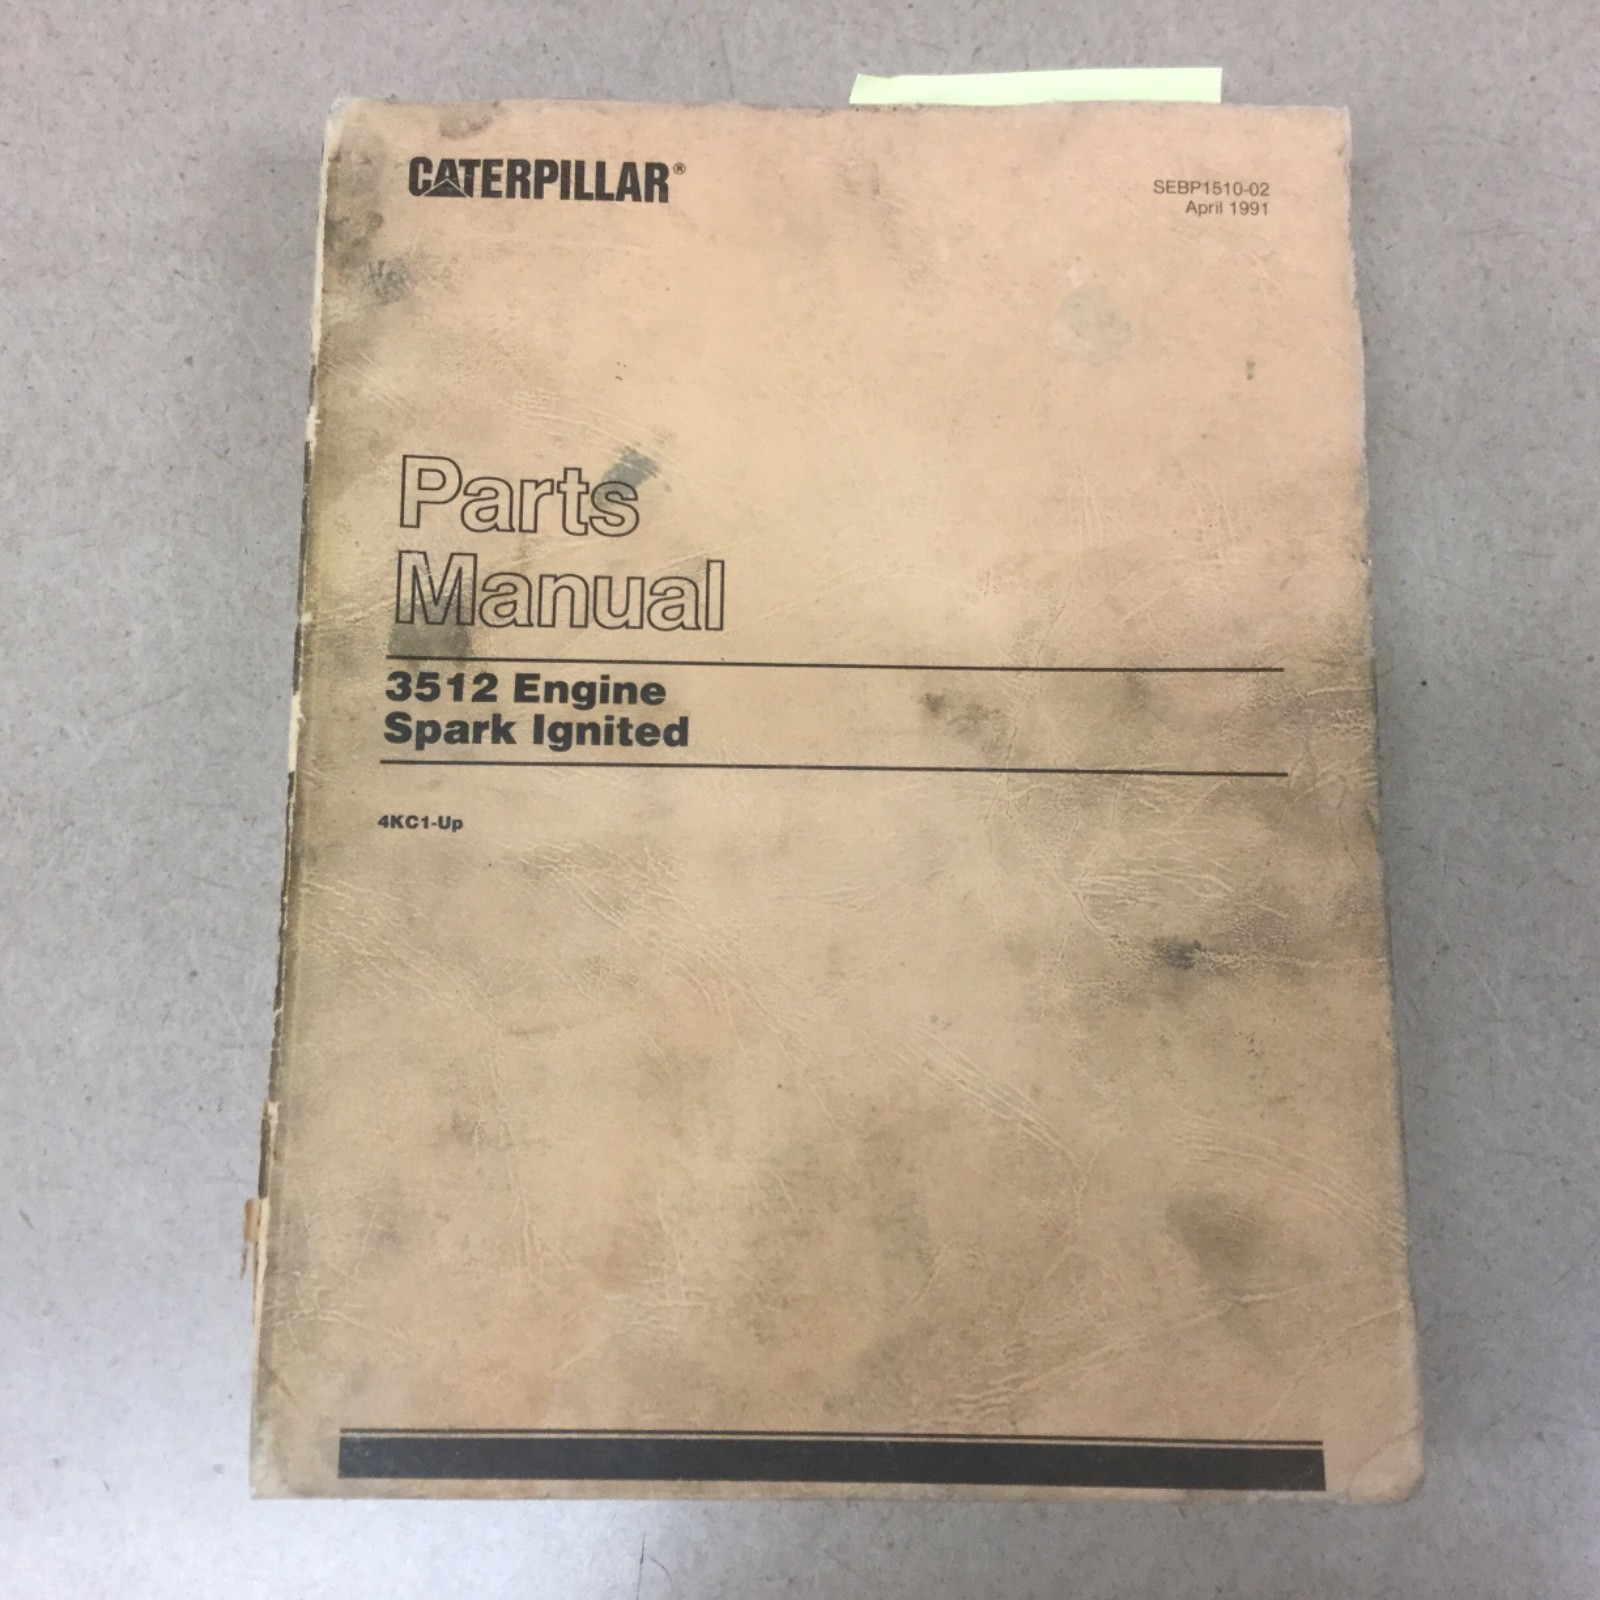 CATERPILLAR®
SEBP1510-02
April 1991
Parts
Manual
3512 Engine
Spark Ignited
4KC1-Up